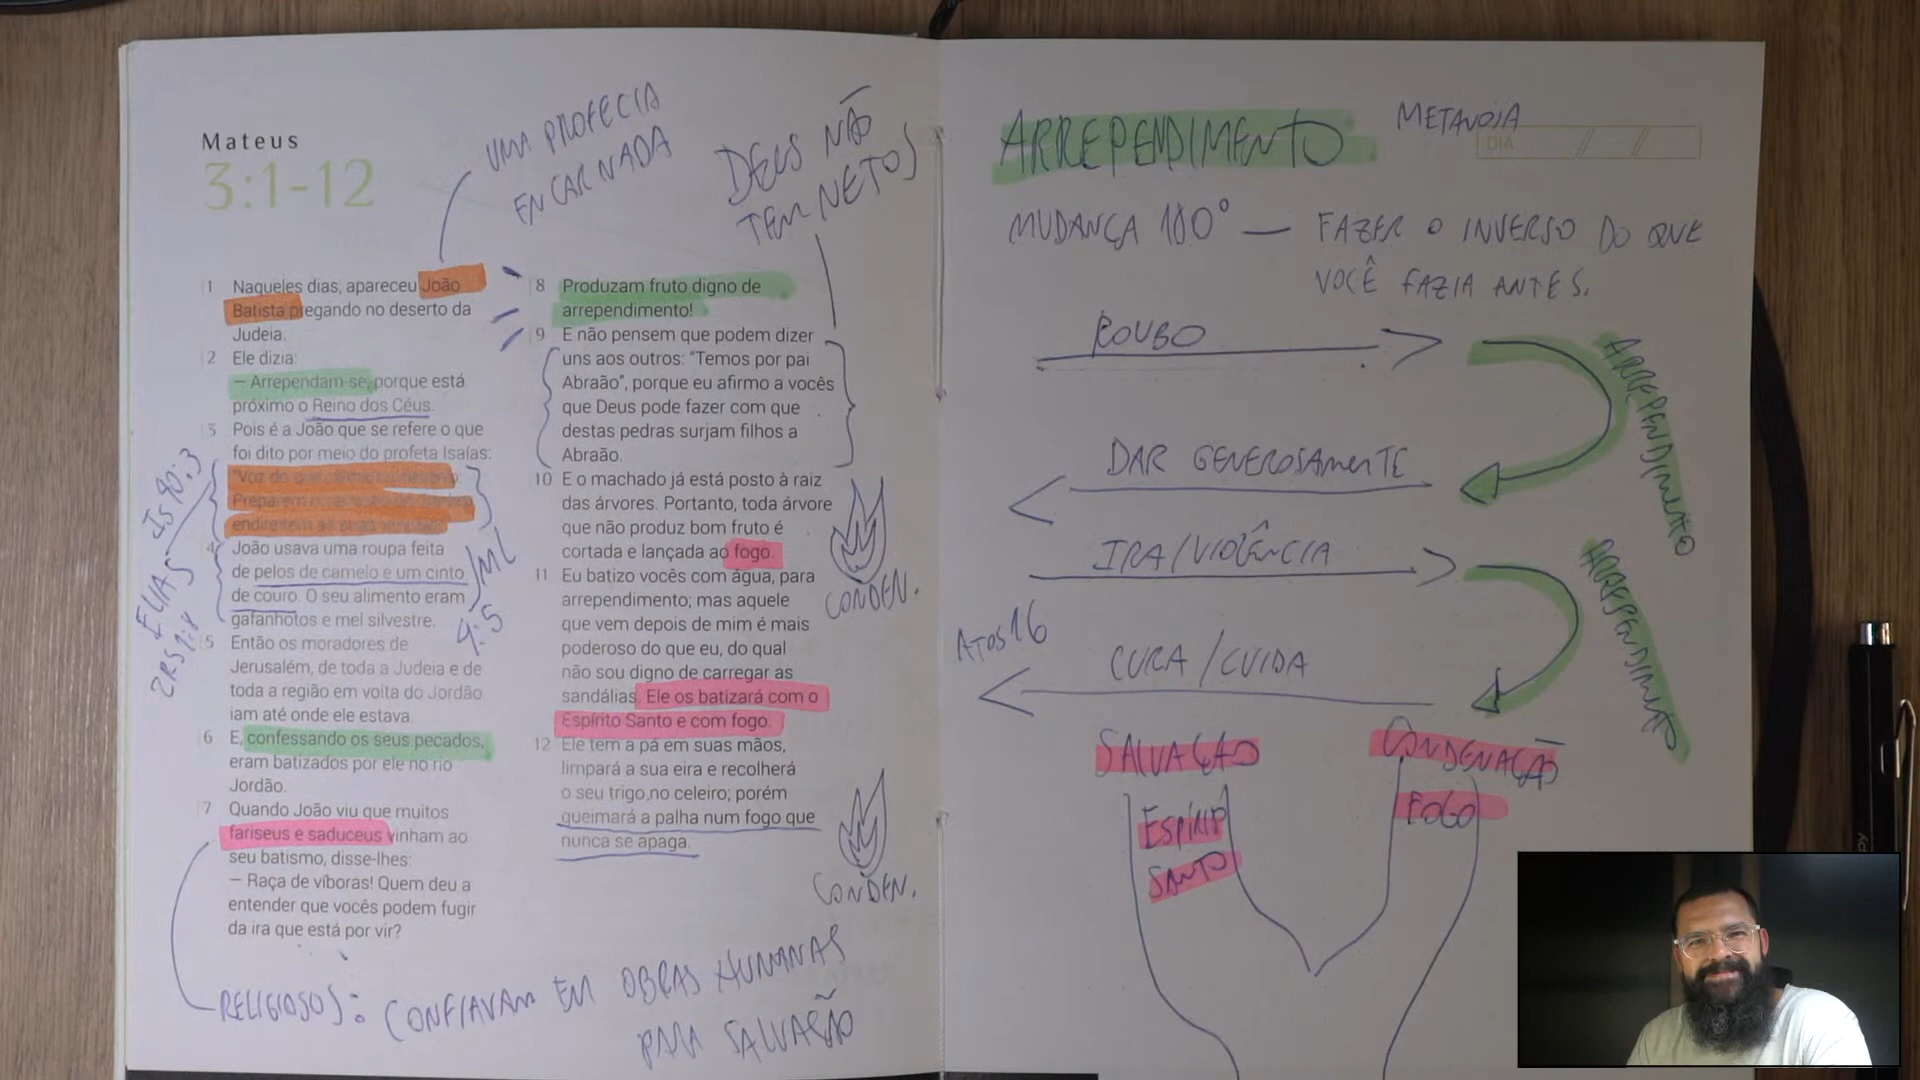 Mateus
3:1-12
UMA PROFECIA
ENCARNADA
DEUS NÃO
TEM NETOS
1 Naqueles dias, apareceu João
Batista pregando no deserto da
Judeia.
2 Ele dizia:
— Arrependam-se, porque está
próximo o Reino dos Céus.
3 Pois é a João que se refere o que
foi dito por meio do profeta Isaías:
"Voz do
Preparem
endireitem as
4 João usava uma roupa feita
de pelos de camelo e um cinto
de couro. O seu alimento eram
gafanhotos e mel silvestre.
5 Então os moradores de
Jerusalém, de toda a Judeia e de
toda a região em volta do Jordão
iam até onde ele estava.
6 E, confessando os seus pecados,
eram batizados por ele no rio
Jordão.
7 Quando João viu que muitos
fariseus e saduceus vinham ao
seu batismo, disse-lhes:
— Raça de víboras! Quem deu a
entender que vocês podem fugir
da ira que está por vir?
Is 40:3
ELIAS
2RS 1:8
ML
4:5
8 Produzam fruto digno de
arrependimento!
9 E não pensem que podem dizer
uns aos outros: "Temos por pai
Abraão", porque eu afirmo a vocês
que Deus pode fazer com que
destas pedras surjam filhos a
Abraão.
10 E o machado já está posto à raiz
das árvores. Portanto, toda árvore
que não produz bom fruto é
cortada e lançada ao fogo.
11 Eu batizo vocês com água, para
arrependimento; mas aquele
que vem depois de mim é mais
poderoso do que eu, do qual
não sou digno de carregar as
sandálias. Ele os batizará com o
Espírito Santo e com fogo.
12 Ele tem a pá em suas mãos,
limpará a sua eira e recolherá
o seu trigo no celeiro; porém
queimará a palha num fogo que
nunca se apaga.
CONDEN.
CONDEN.
RELIGIOSOS: CONFIAVAM EM OBRAS HUMANAS
PARA SALVAÇÃO
ARREPENDIMENTO
METANOIA
DIA / /
MUDANÇA 180° — FAZER O INVERSO DO QUE
VOCÊ FAZIA ANTES.
ROUBO
ARREPENDIMENTO
DAR GENEROSAMENTE
IRA/VIOLÊNCIA
ARREPENDIMENTO
ATOS 16
CURA/CUIDA
SALVAÇÃO
CONDENAÇÃO
ESPÍRITO
SANTO
FOGO